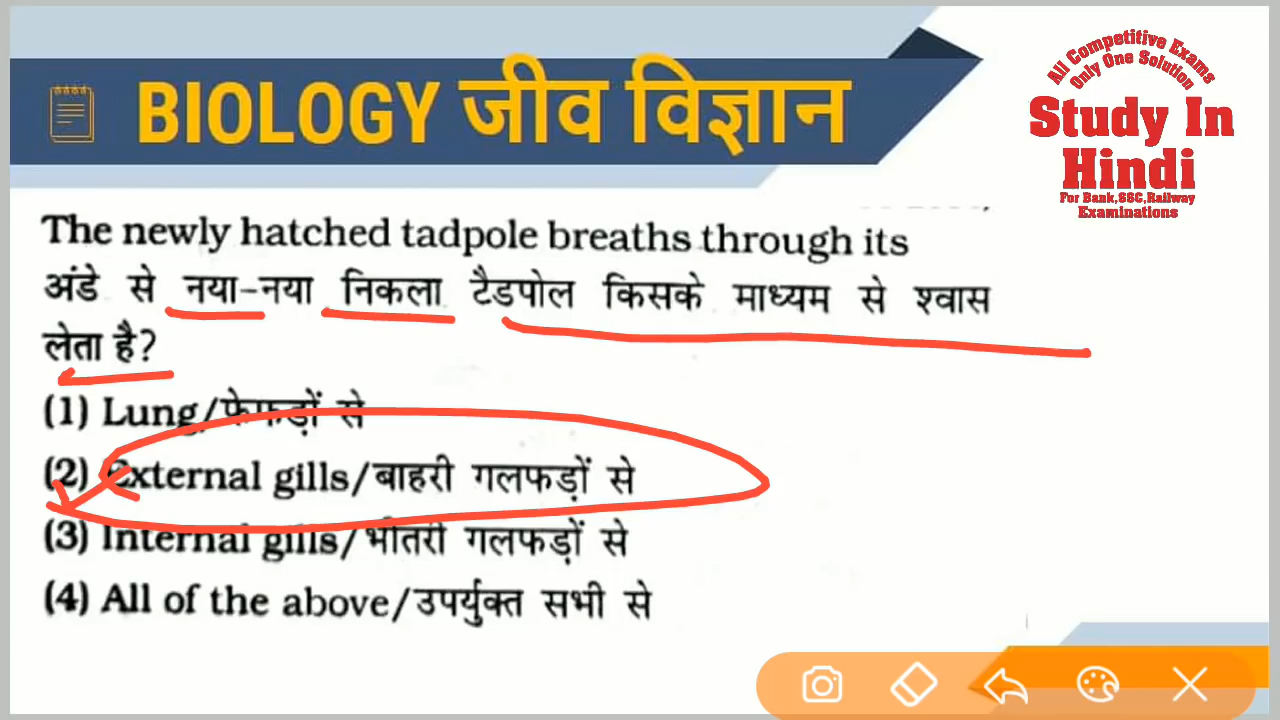 BIOLOGY जीव विज्ञान
All Competitive Exams
Only One Solution
Study In
Hindi
For Bank,SSC,Railway
Examinations
The newly hatched tadpole breaths through its
अंडे से नया-नया निकला टैडपोल किसके माध्यम से श्वास
लेता है?
(1) Lung/फेफड़ों से
(2) External gills/बाहरी गलफड़ों से
(3) Internal gills/भीतरी गलफड़ों से
(4) All of the above/उपर्युक्त सभी से